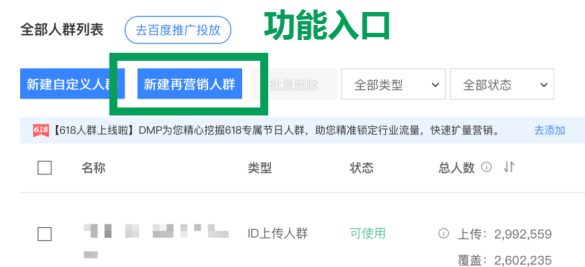 全部人群列表 去百度推广投放 功能入口
新建自定义人群 新建再营销人群 批量删除 全部类型 全部状态
618【618人群上线啦】DMP为您精心挖掘618专属节日人群，助您精准锁定行业流量，快速扩量营销。 去添加
名称 类型 状态 总人数
ID上传人群 可使用 上传：2,992,559
覆盖：2,602,235